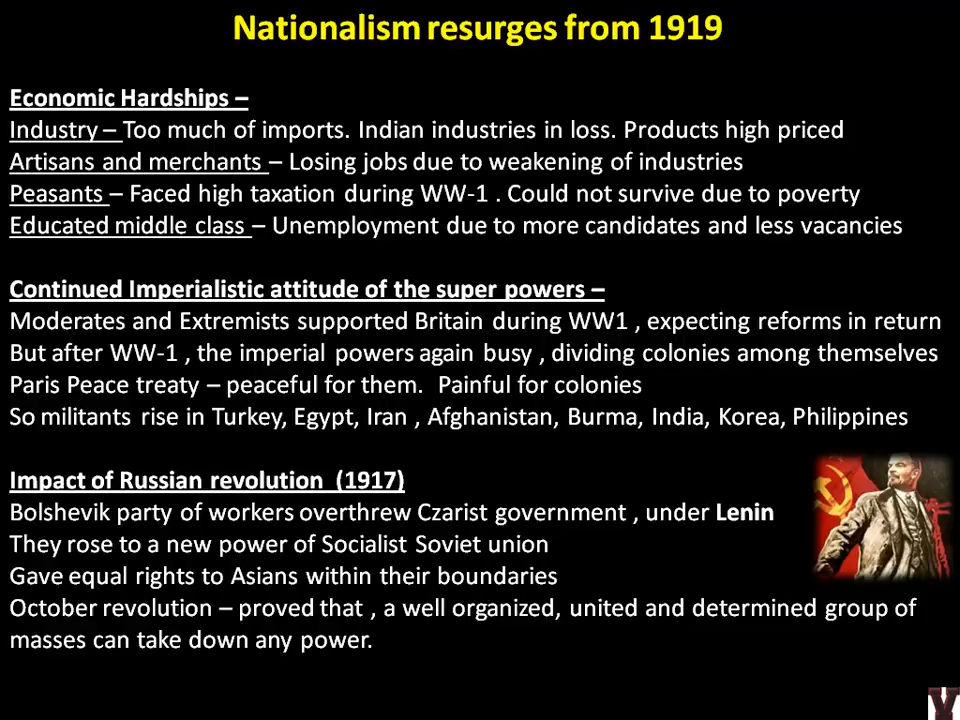 Nationalism resurges from 1919
Economic Hardships –
Industry – Too much of imports. Indian industries in loss. Products high priced
Artisans and merchants – Losing jobs due to weakening of industries
Peasants – Faced high taxation during WW-1 . Could not survive due to poverty
Educated middle class – Unemployment due to more candidates and less vacancies
Continued Imperialistic attitude of the super powers –
Moderates and Extremists supported Britain during WW1 , expecting reforms in return
But after WW-1 , the imperial powers again busy , dividing colonies among themselves
Paris Peace treaty – peaceful for them.  Painful for colonies
So militants rise in Turkey, Egypt, Iran , Afghanistan, Burma, India, Korea, Philippines
Impact of Russian revolution  (1917)
Bolshevik party of workers overthrew Czarist government , under Lenin
They rose to a new power of Socialist Soviet union
Gave equal rights to Asians within their boundaries
October revolution – proved that , a well organized, united and determined group of
masses can take down any power.
Y